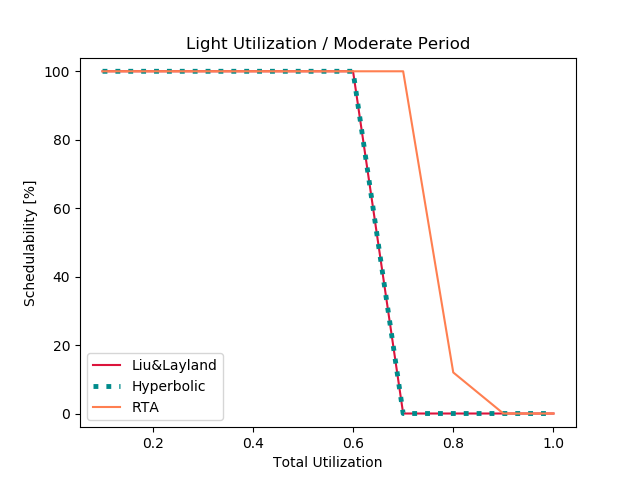 Light Utilization / Moderate Period
Schedulability [%]
100
80
60
40
20
0
Liu&Layland
Hyperbolic
RTA
0.2 0.4 0.6 0.8 1.0
Total Utilization